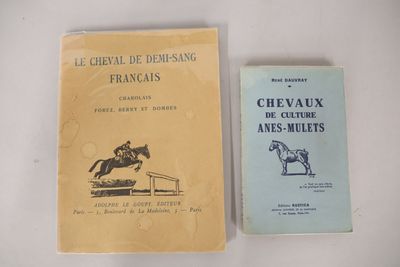 LE CHEVAL DE DEMI-SANG
FRANÇAIS
CHAROLAIS
FOREZ, BERRY ET DOMBES
ADOLPHE LE GOUPY, ÉDITEUR
Paris — 5, Boulevard de La Madeleine, 5 — Paris
René DAUVRAY
CHEVAUX
DE CULTURE
ANES-MULETS
Éditions RUSTICA